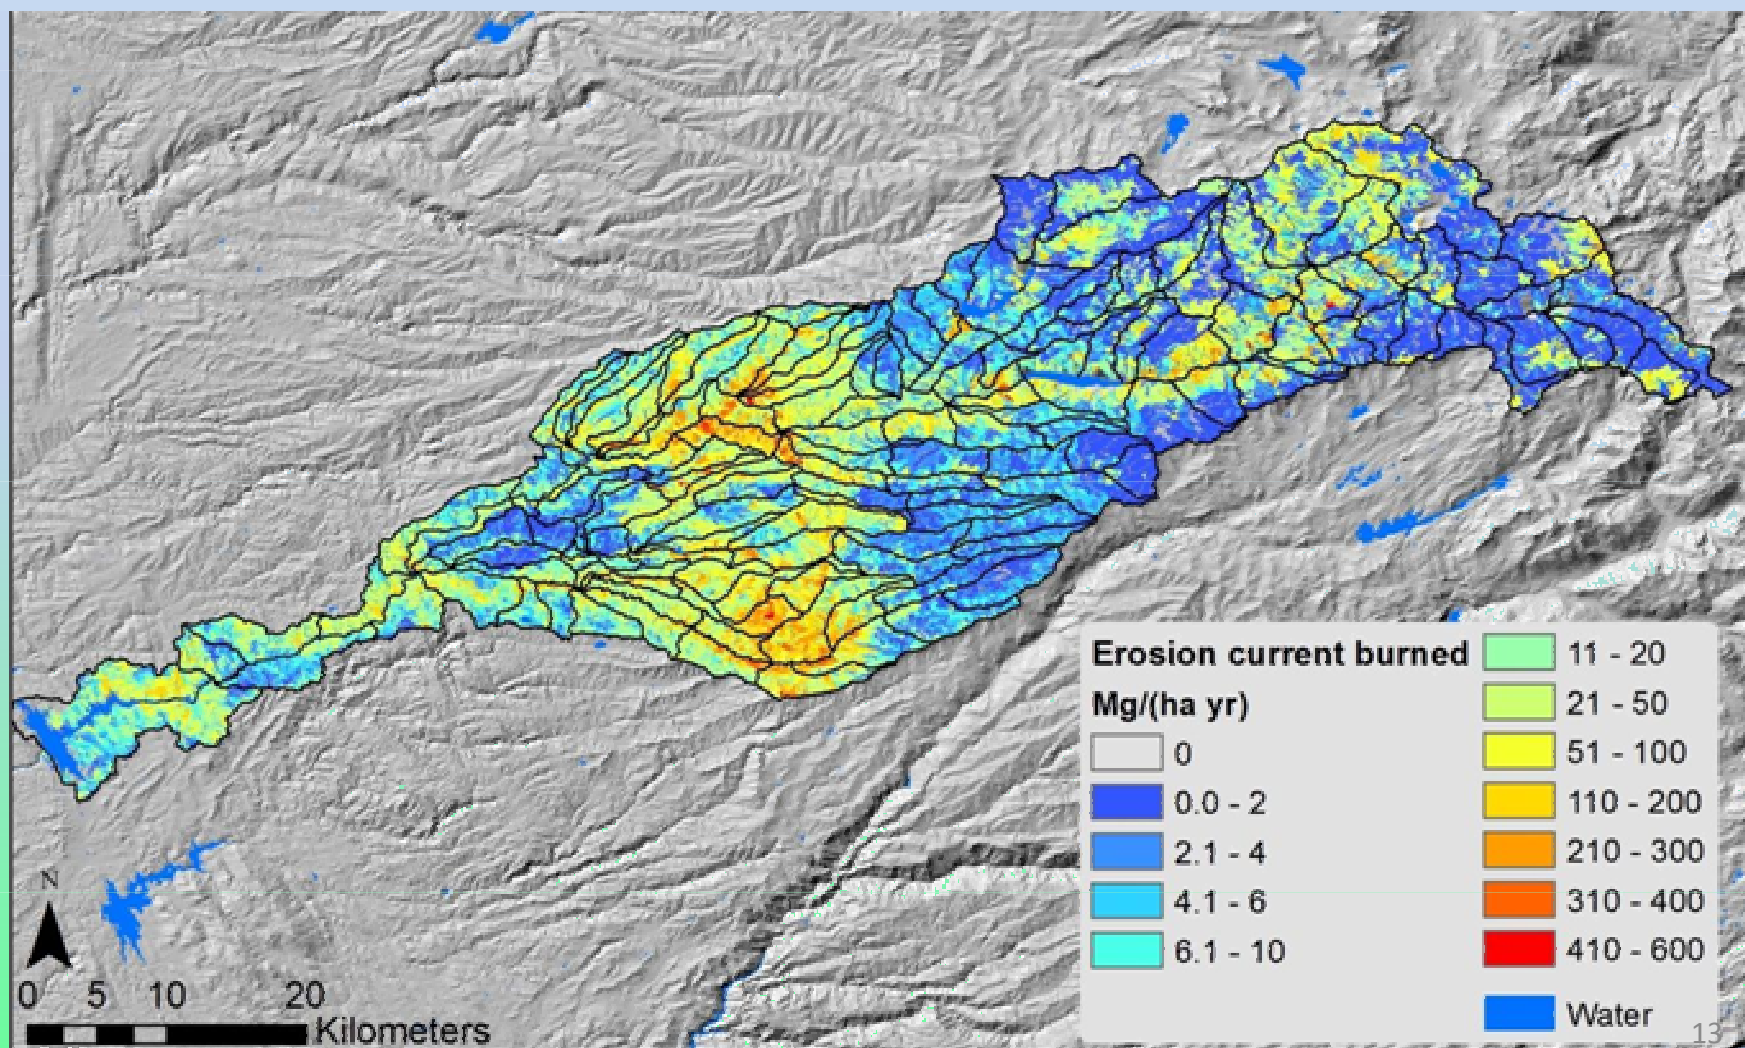 Erosion current burned
Mg/(ha yr)
0
0.0 - 2
2.1 - 4
4.1 - 6
6.1 - 10
11 - 20
21 - 50
51 - 100
110 - 200
210 - 300
310 - 400
410 - 600
Water
N
0 5 10 20
Kilometers
13